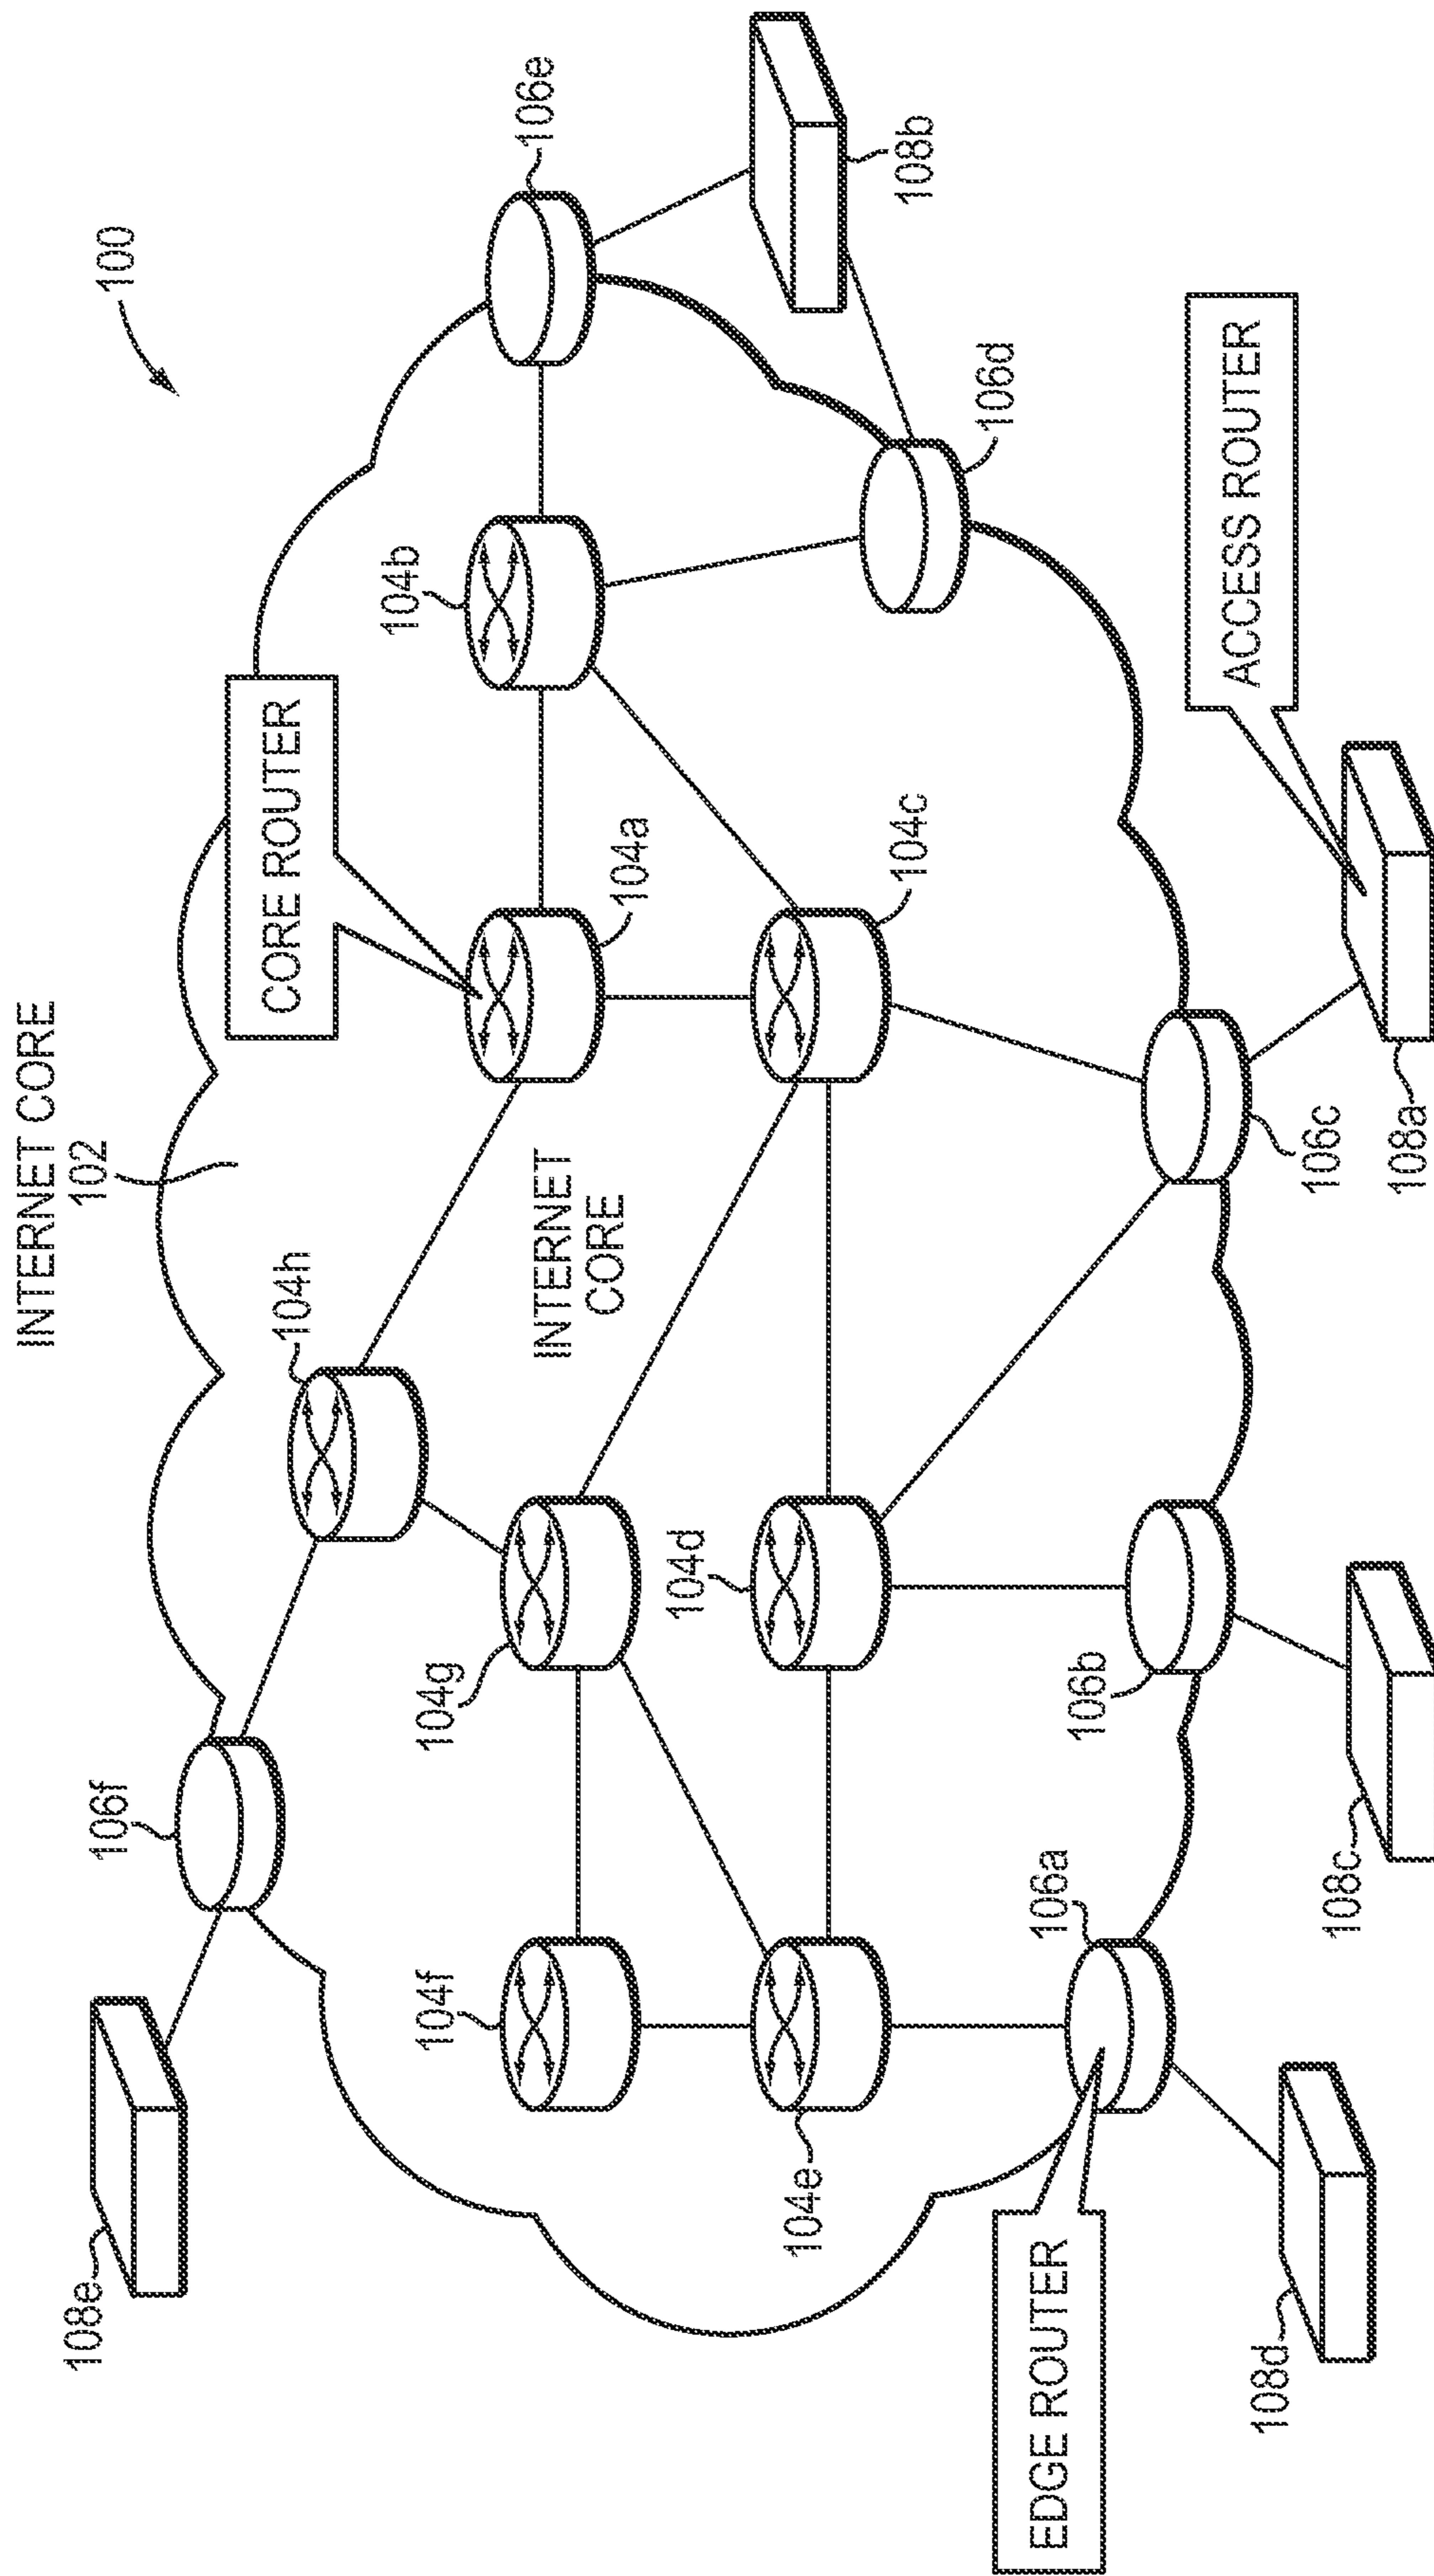 INTERNET CORE
102
100
108e
106f
104h
CORE ROUTER
104b
106e
104f
104g
INTERNET
CORE
104a
108b
104d
104c
106d
104e
EDGE ROUTER
106a
106b
106c
ACCESS ROUTER
108d
108c
108a